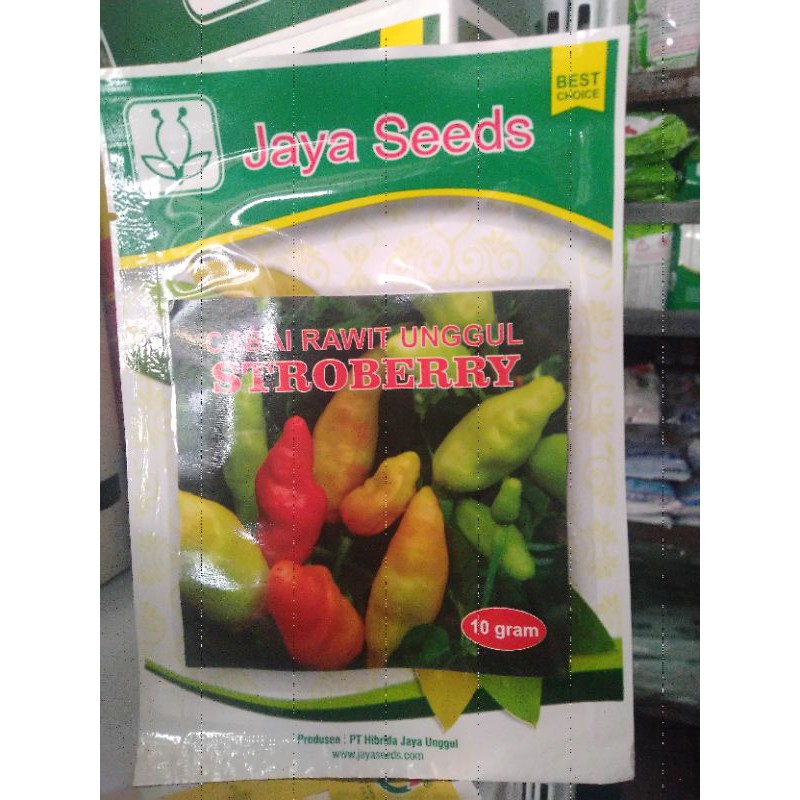 BEST
CHOICE
Jaya Seeds
CABAI RAWIT UNGGUL
STROBERRY
10 gram
Produsen : PT Hibrida Jaya Unggul
www.jayaseeds.com